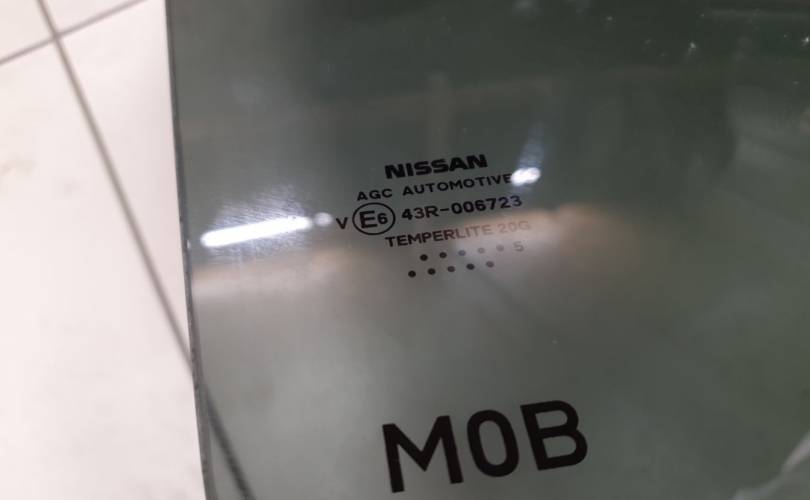 NISSAN
AGC AUTOMOTIVE
V E6 43R-006723
TEMPERLITE 20G
• • • • • 5
• • • • •
M0B